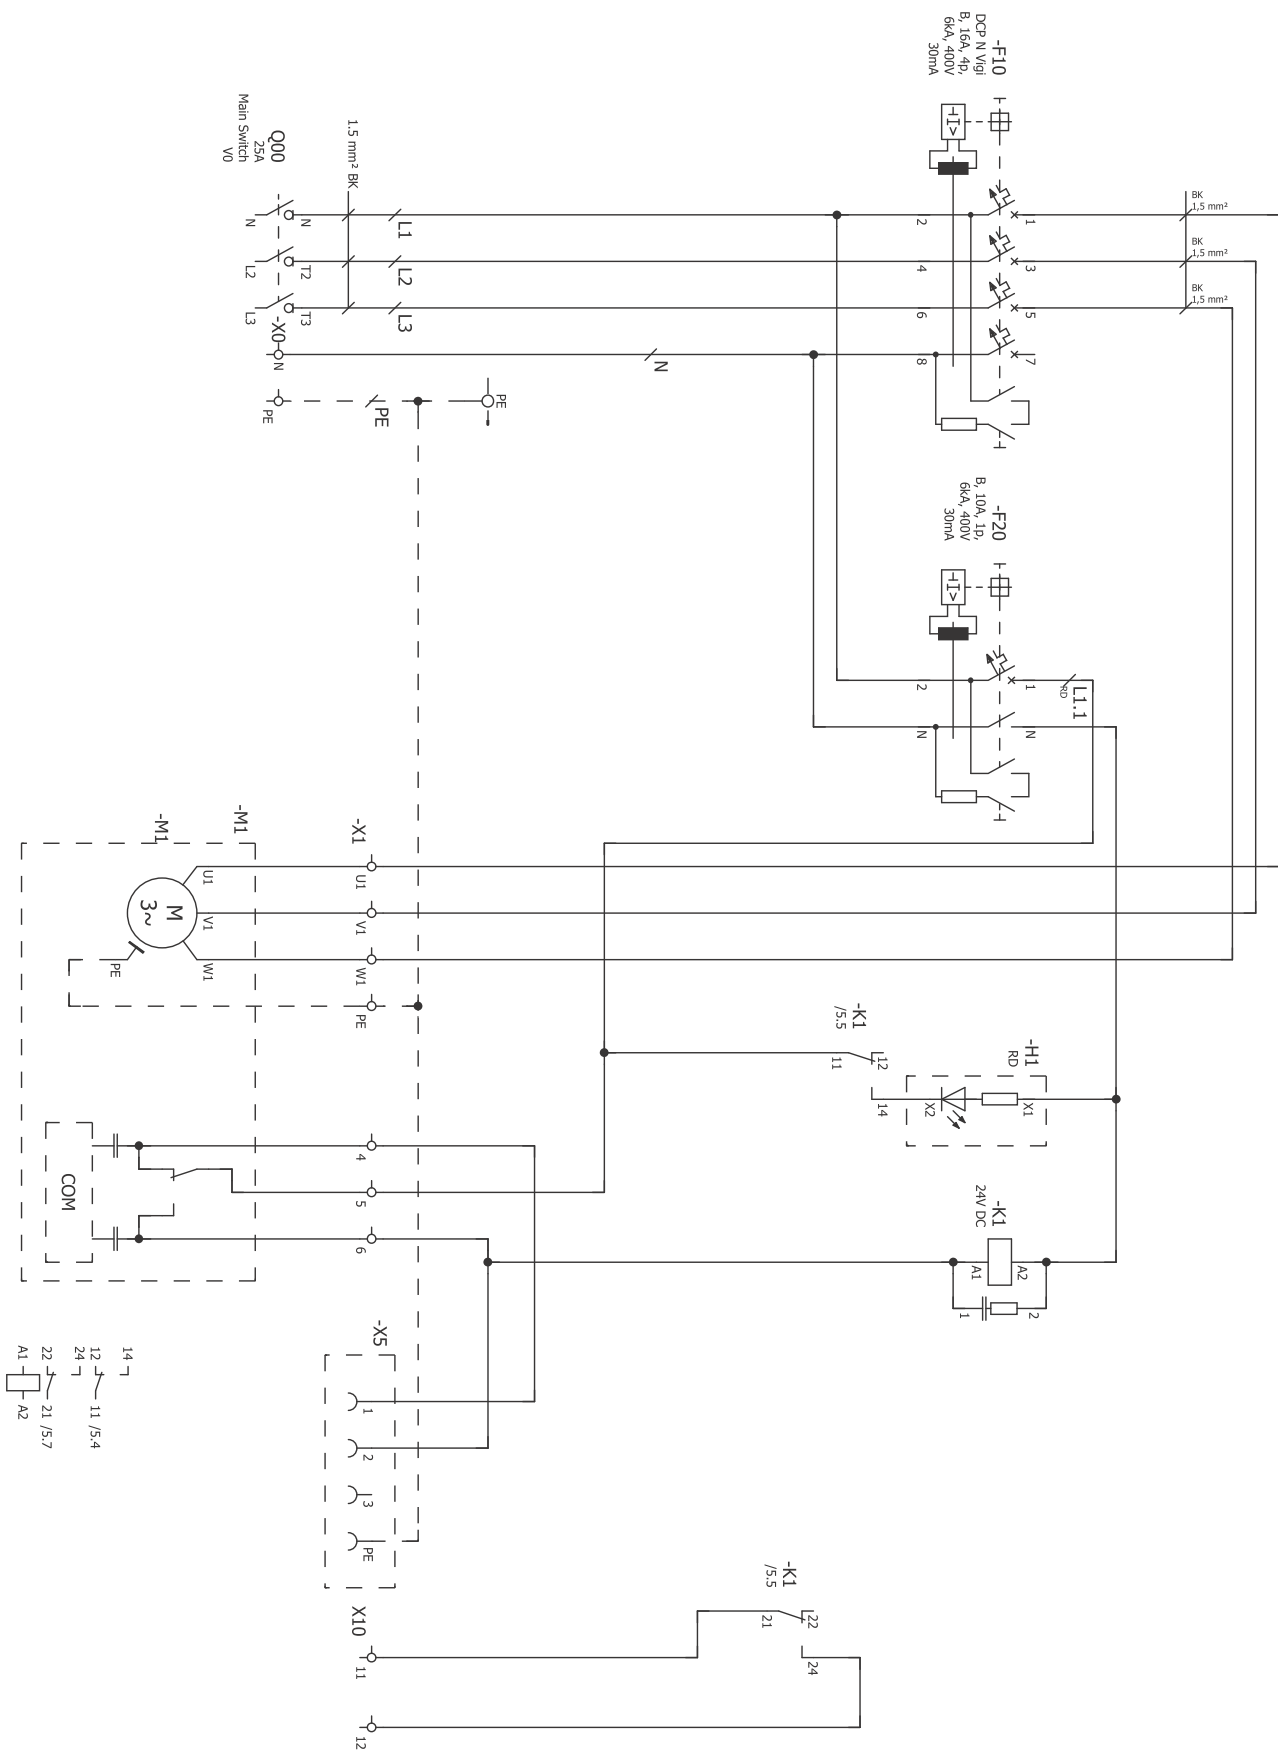 BK
1,5 mm²
BK
1,5 mm²
BK
1,5 mm²
-F10
DCP N Vigi
B, 16A, 4p,
6kA, 400V
30mA
HI>
1
3
5
7
2
4
6
8
-F20
B, 10A, 1p,
6kA, 400V
30mA
HI>
L1.1
RD
1
N
2
N
-H1
RD
X1
X2
-K1
/5.5
12
11
14
-K1
24V DC
A2
A1
2
1
-K1
/5.5
22
21
24
N
PE
L1
L2
L3
PE
1.5 mm² BK
Q00
25A
Main Switch
V0
N
T2
T3
N
L2
L3
-X0
N
PE
-X1
U1
V1
W1
PE
4
5
6
-X5
1
2
3
PE
X10
11
12
-M1
-M1
M
3~
U1
V1
W1
PE
COM
14
12
11 /5.4
24
22
21 /5.7
A1
A2